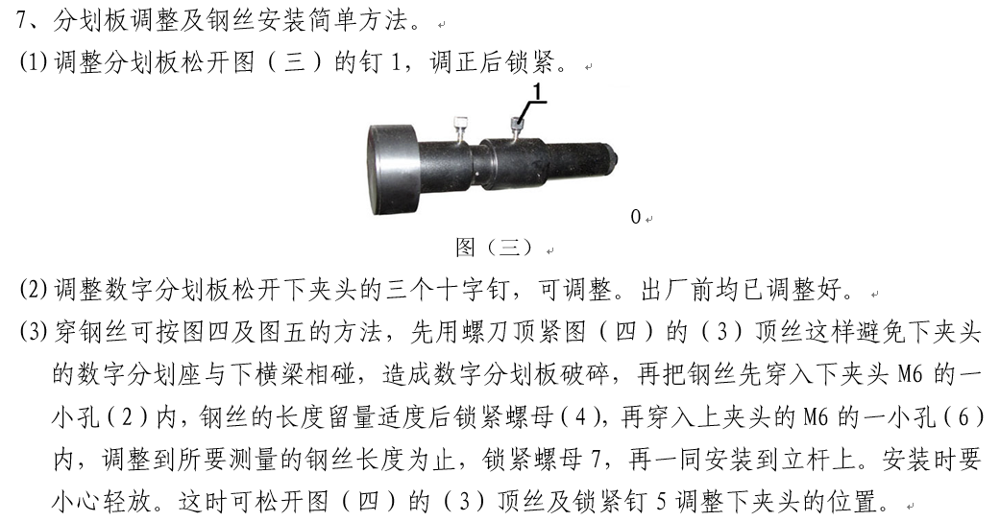 7、分划板调整及钢丝安装简单方法。
(1)调整分划板松开图(三)的钉1，调正后锁紧。
1
0
图(三)
(2)调整数字分划板松开下夹头的三个十字钉，可调整。出厂前均已调整好。
(3)穿钢丝可按图四及图五的方法，先用螺刀顶紧图(四)的(3)顶丝这样避免下夹头
的数字分划座与下横梁相碰，造成数字分划板破碎，再把钢丝先穿入下夹头M6的一
小孔(2)内，钢丝的长度留量适度后锁紧螺母(4)，再穿入上夹头的M6的一小孔(6)
内，调整到所要测量的钢丝长度为止，锁紧螺母7，再一同安装到立杆上。安装时要
小心轻放。这时可松开图(四)的(3)顶丝及锁紧钉5调整下夹头的位置。